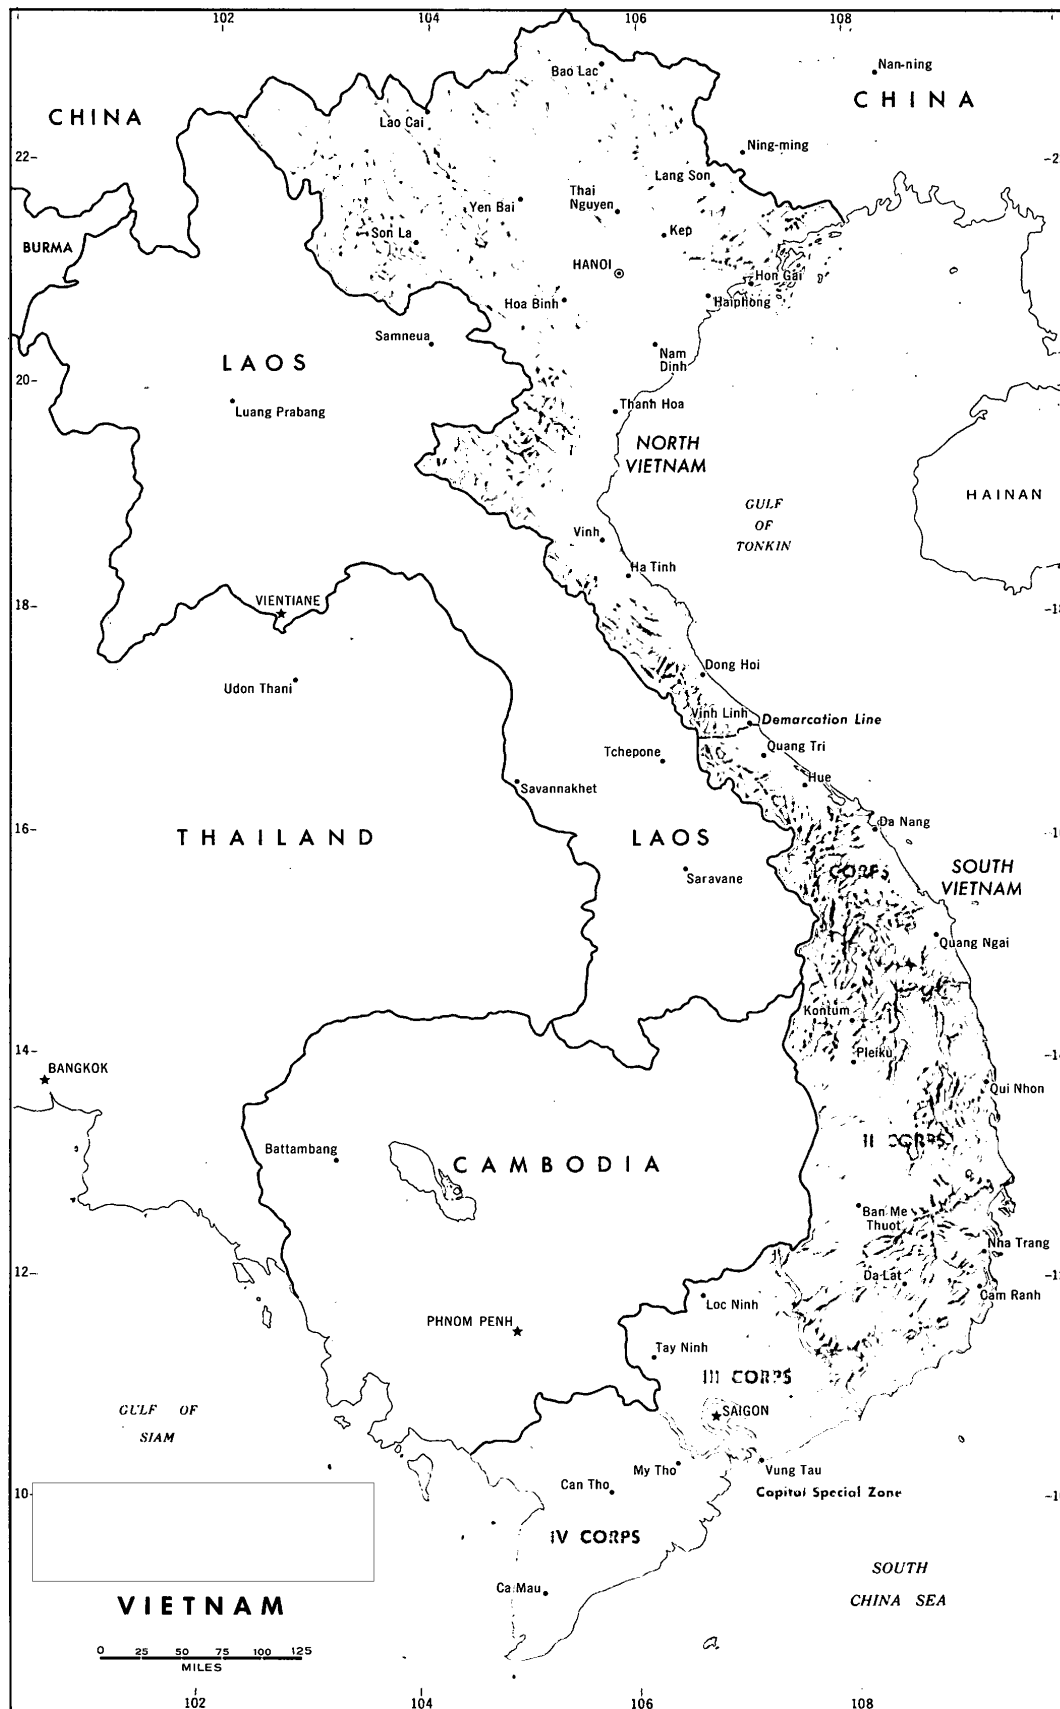 102 104 106 108
Bao Lac
Nan-ning
CHINA
CHINA
Lao Cai
Ning-ming
22-
Lang Son
Thai
Nguyen
Yen Bai
Kep
Son La
BURMA
HANOI
Hon Gai
Hoa Binh
Haiphong
Samneua
Nam
Dinh
LAOS
20-
Thanh Hoa
Luang Prabang
NORTH
VIETNAM
HAINAN
GULF
OF
TONKIN
Vinh
Ha Tinh
VIENTIANE
18-
Dong Hoi
Udon Thani
Vinh Linh
Demarcation Line
Quang Tri
Tchepone
Hue
Savannakhet
Da Nang
16-
THAILAND
LAOS
SOUTH
VIETNAM
I CORPS
Saravane
Quang Ngai
Kontum
14-
Pleiku
BANGKOK
Qui Nhon
II CORPS
Battambang
CAMBODIA
Ban Me
Thuot
Nha Trang
12-
Da Lat
Cam Ranh
Loc Ninh
PHNOM PENH
Tay Ninh
III CORPS
GULF OF
SIAM
SAIGON
My Tho
Vung Tau
Can Tho
10-
Capital Special Zone
IV CORPS
SOUTH
CHINA SEA
Ca Mau
VIETNAM
0 25 50 75 100 125
MILES
102 104 106 108